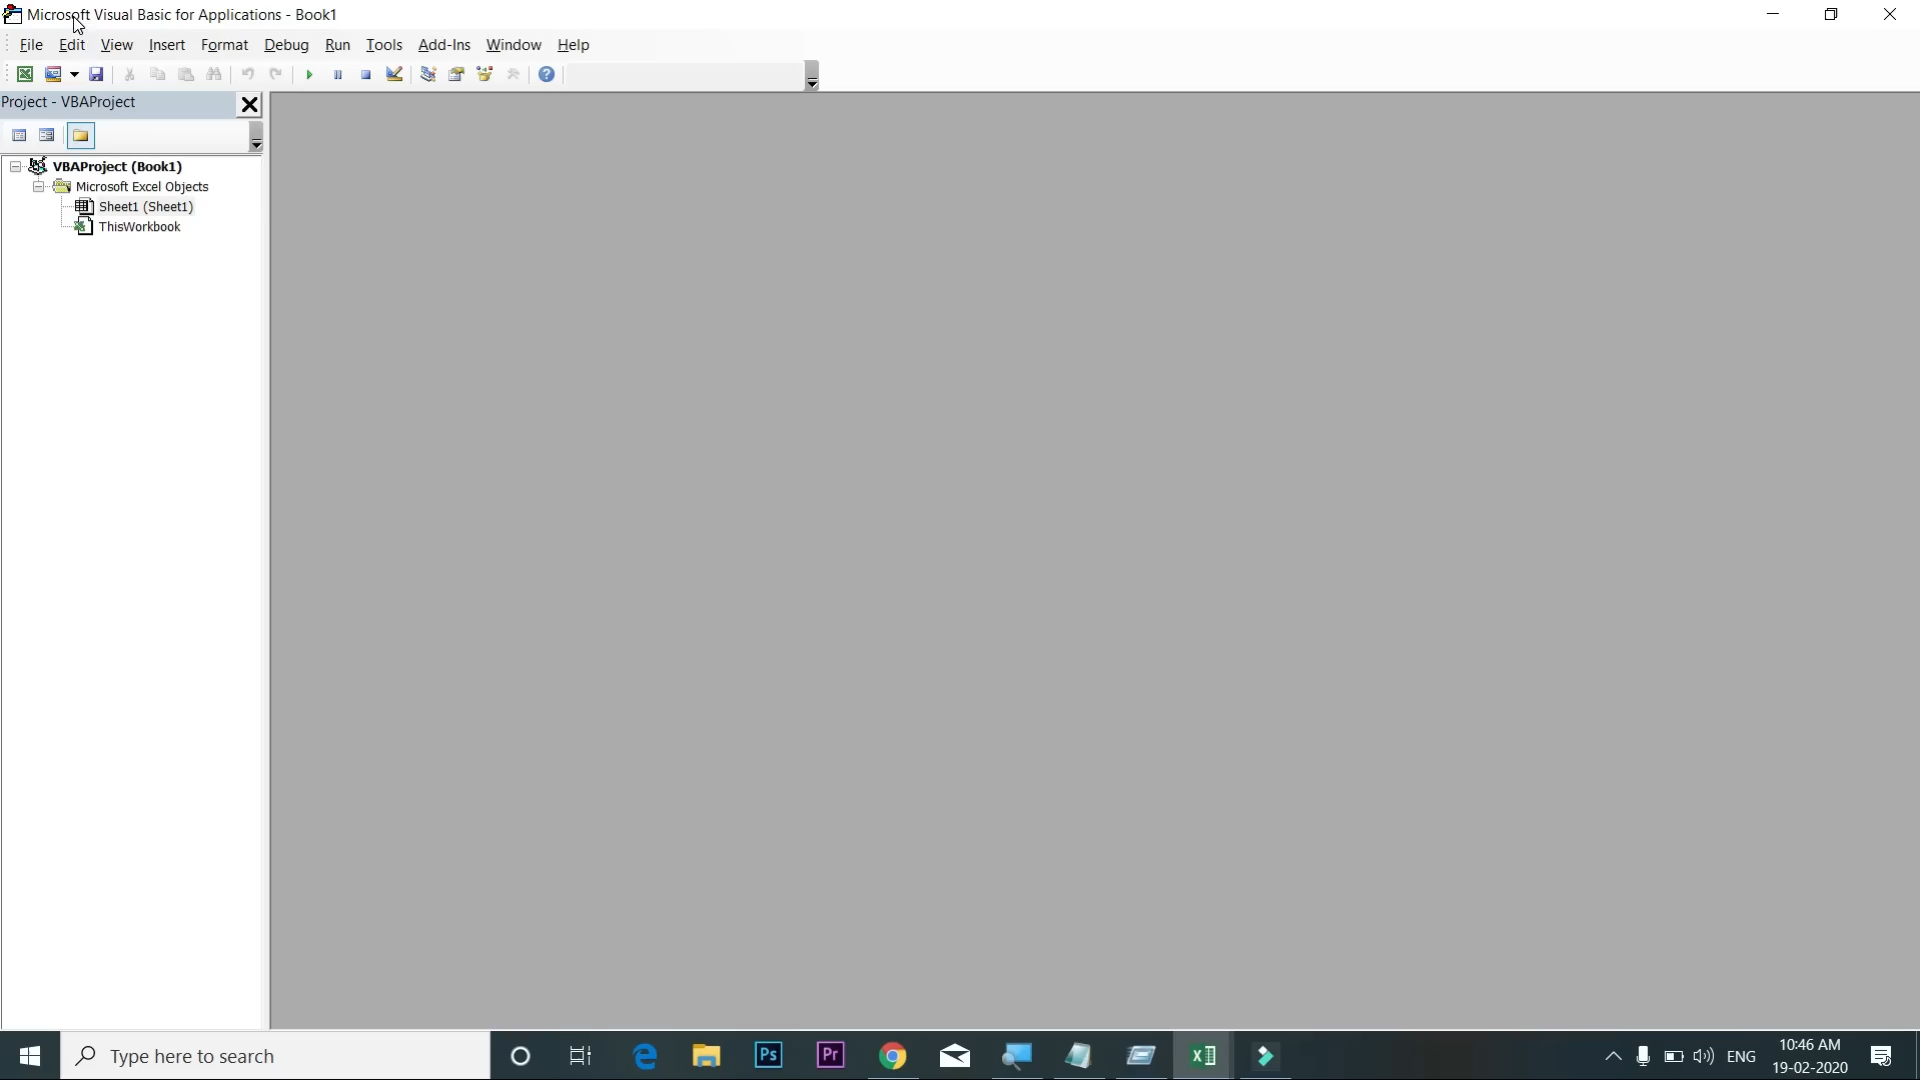 Microsoft Visual Basic for Applications - Book1
File Edit View Insert Format Debug Run Tools Add-Ins Window Help
Project - VBAProject
VBAProject (Book1)
Microsoft Excel Objects
Sheet1 (Sheet1)
ThisWorkbook
Type here to search
Ps
Pr
ENG
10:46 AM
19-02-2020